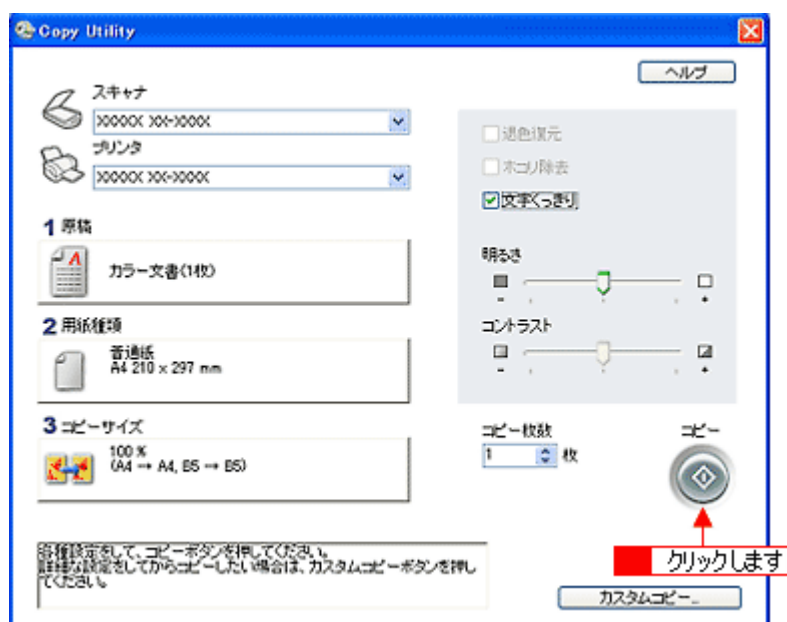 Copy Utility
ヘルプ
スキャナ
XXXXX XX-XXXX
プリンタ
XXXXX XX-XXXX
1 原稿
カラー文書(1枚)
2 用紙種類
普通紙
A4 210 x 297 mm
3 コピーサイズ
100 %
(A4 → A4, B5 → B5)
退色復元
ホコリ除去
文字くっきり
明るさ
- +
コントラスト
- +
コピー枚数
1 枚
コピー
クリックします
各種設定をして、コピーボタンを押してください。
詳細な設定をしてからコピーしたい場合は、カスタムコピーボタンを押し
てください。
カスタムコピー...